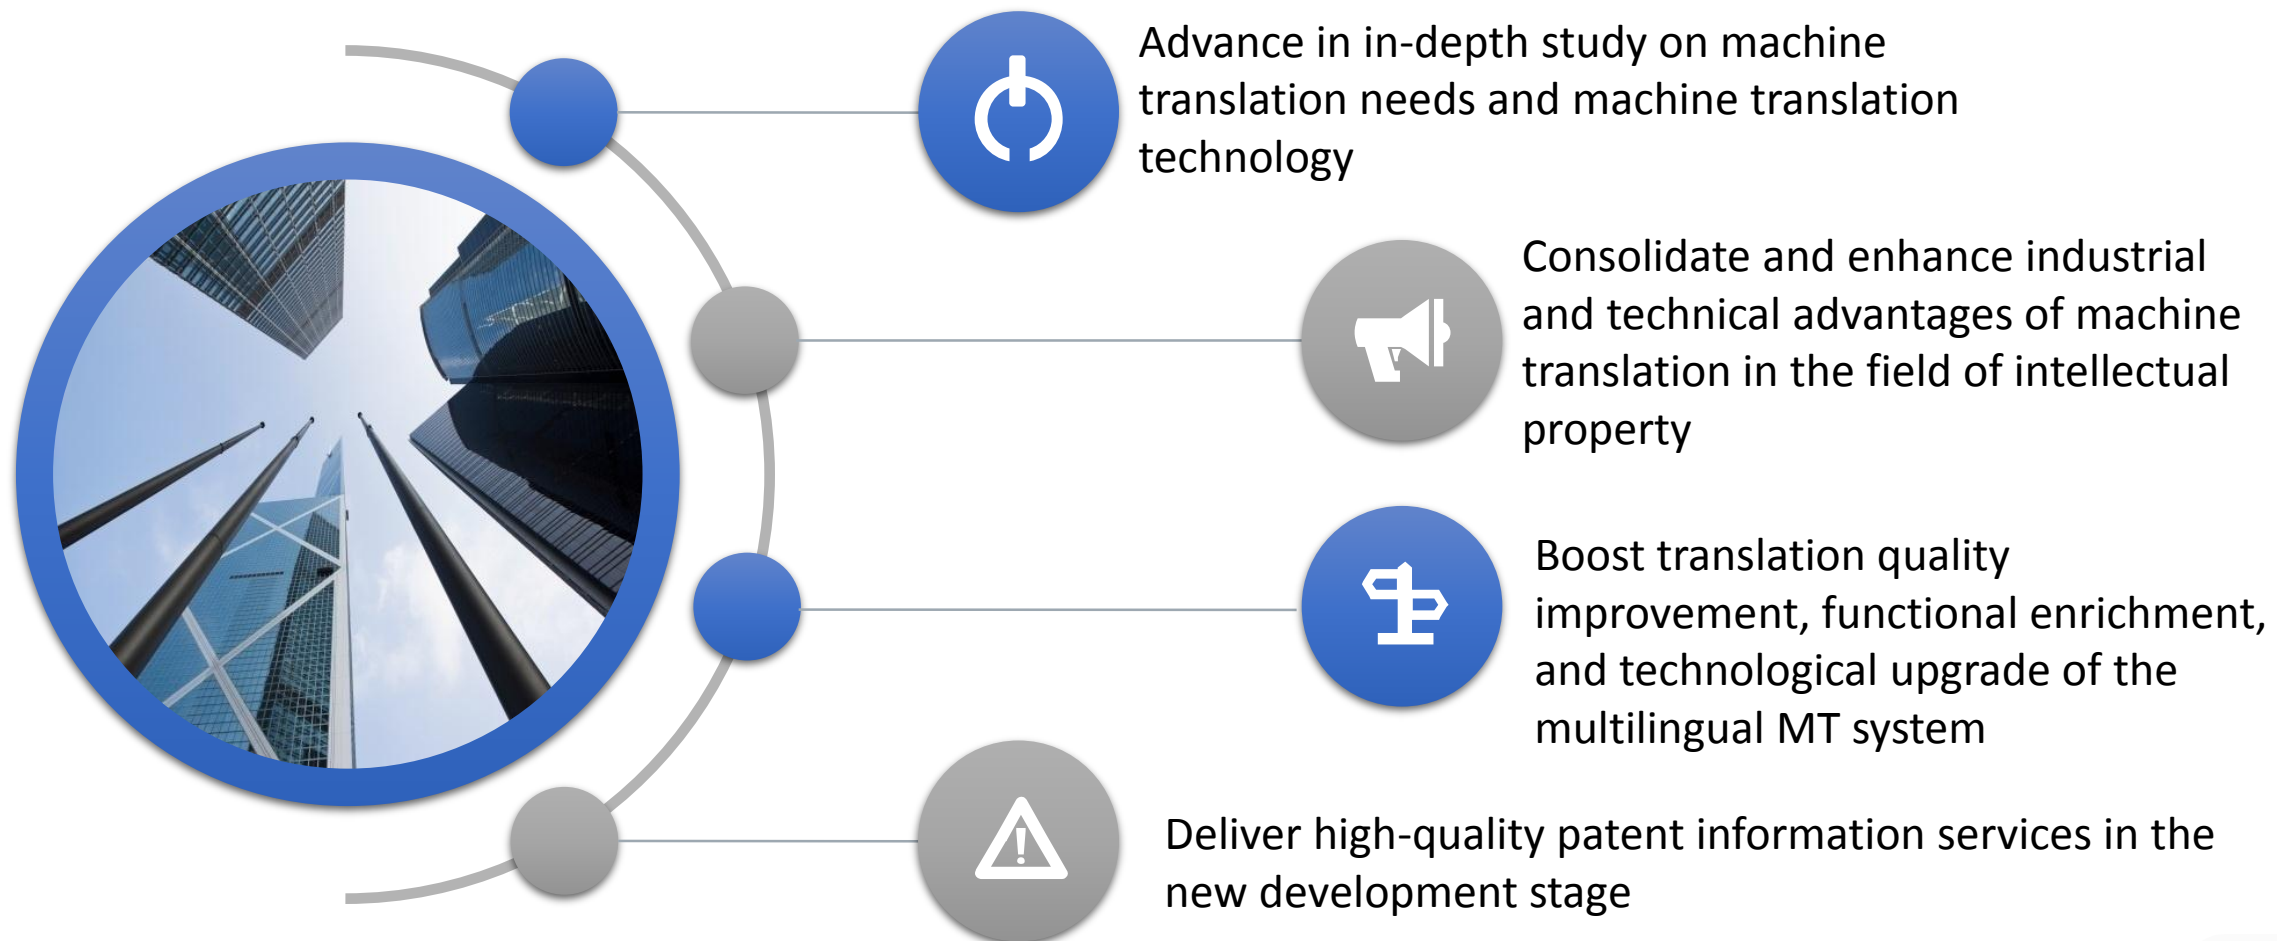 Advance in in-depth study on machine
translation needs and machine translation
technology
Consolidate and enhance industrial
and technical advantages of machine
translation in the field of intellectual
property
Boost translation quality
improvement, functional enrichment,
and technological upgrade of the
multilingual MT system
Deliver high-quality patent information services in the
new development stage